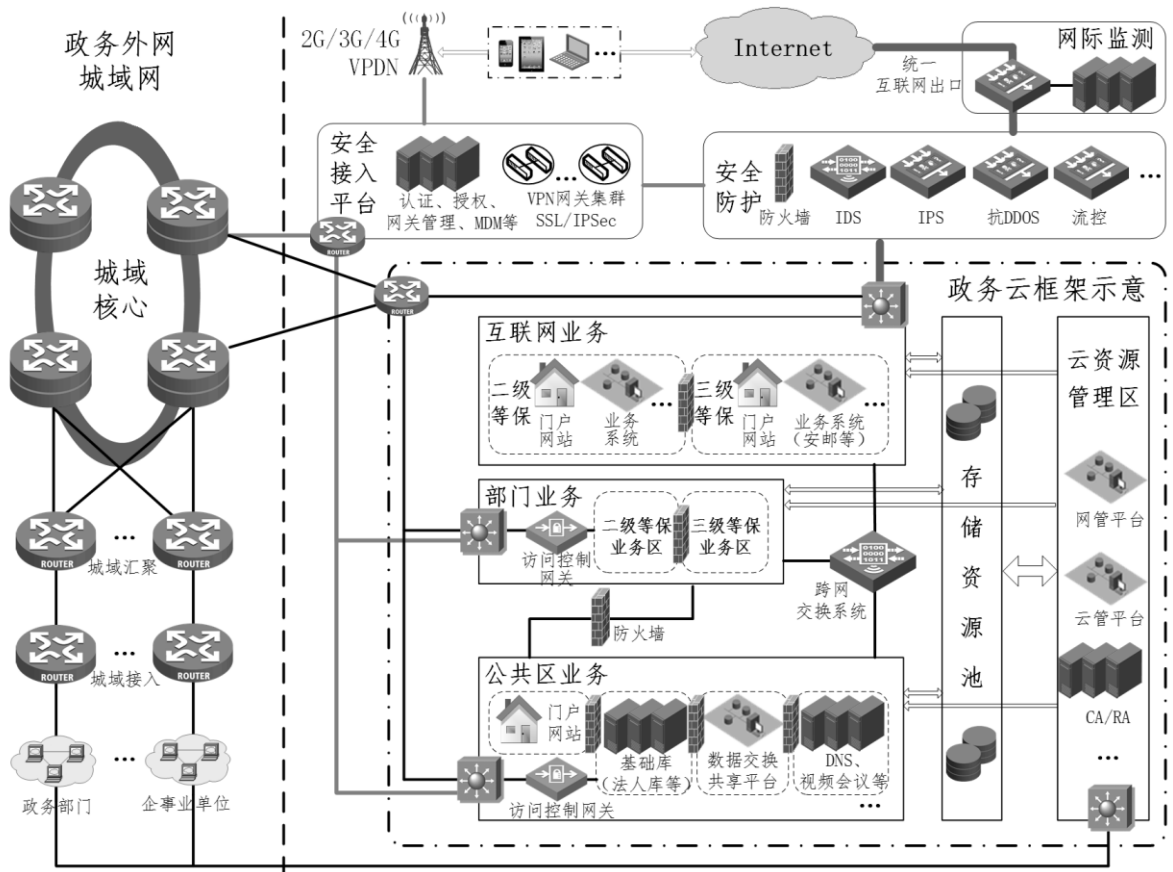 政务外网
城域网
2G/3G/4G
VPDN
...
Internet
统一
互联网出口
网际监测
安全
接入
平台
认证、授权、
网关管理、MDM等
...
VPN网关集群
SSL/IPSec
ROUTER
安全
防护
防火墙
0100
0000
1011
IDS
IPS
抗DDOS
流控
...
城域
核心
ROUTER
政务云框架示意
互联网业务
二级
等保
门户
网站
业务
系统
...
三级
等保
门户
网站
业务系统
(安邮等)
...
云资源
管理区
部门业务
访问控制
网关
二级等保
业务区
三级等保
业务区
0100
0000
1011
跨网
交换系统
防火墙
存
储
资
源
池
网管平台
云管平台
CA/RA
...
ROUTER
...
ROUTER
城域汇聚
ROUTER
...
ROUTER
城域接入
公共区业务
门户
网站
基础库
(法人库等)
数据交换
共享平台
DNS、
视频会议等
...
访问控制网关
...
政务部门
企事业单位